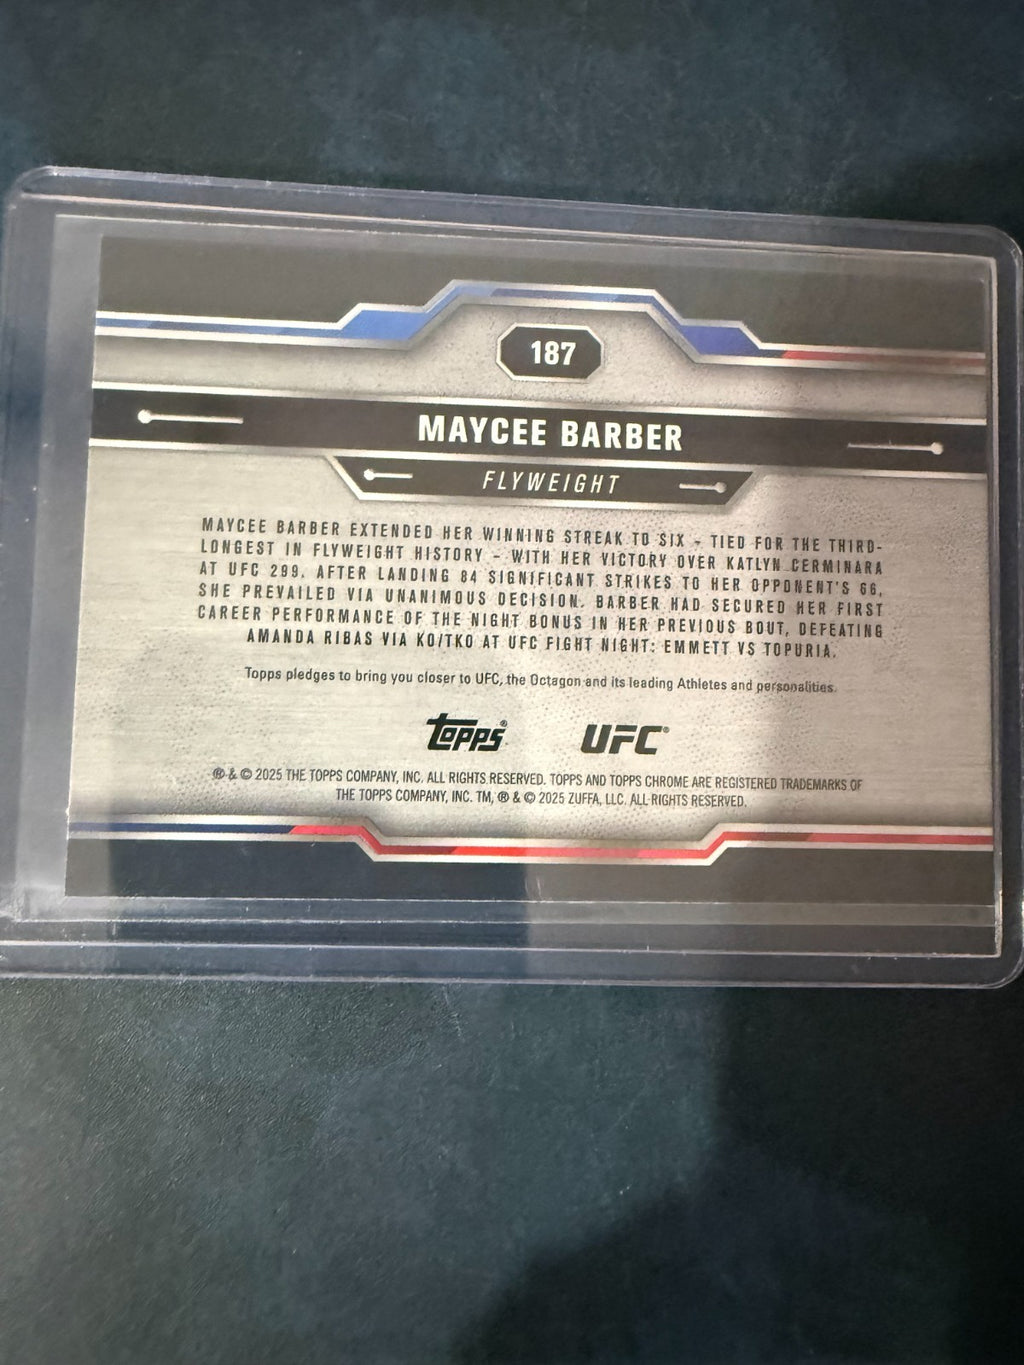 187
MAYCEE BARBER
FLYWEIGHT
MAYCEE BARBER EXTENDED HER WINNING STREAK TO SIX - TIED FOR THE THIRD-
LONGEST IN FLYWEIGHT HISTORY - WITH HER VICTORY OVER KATLYN CERMINARA
AT UFC 299. AFTER LANDING 84 SIGNIFICANT STRIKES TO HER OPPONENT'S 66,
SHE PREVAILED VIA UNANIMOUS DECISION. BARBER HAD SECURED HER FIRST
CAREER PERFORMANCE OF THE NIGHT BONUS IN HER PREVIOUS BOUT, DEFEATING
AMANDA RIBAS VIA KO/TKO AT UFC FIGHT NIGHT: EMMETT VS TOPURIA.
Topps pledges to bring you closer to UFC, the Octagon and its leading Athletes and personalities.
Topps® UFC®
® & © 2025 THE TOPPS COMPANY, INC. ALL RIGHTS RESERVED. TOPPS AND TOPPS CHROME ARE REGISTERED TRADEMARKS OF
THE TOPPS COMPANY, INC. TM, ® & © 2025 ZUFFA, LLC. ALL RIGHTS RESERVED.